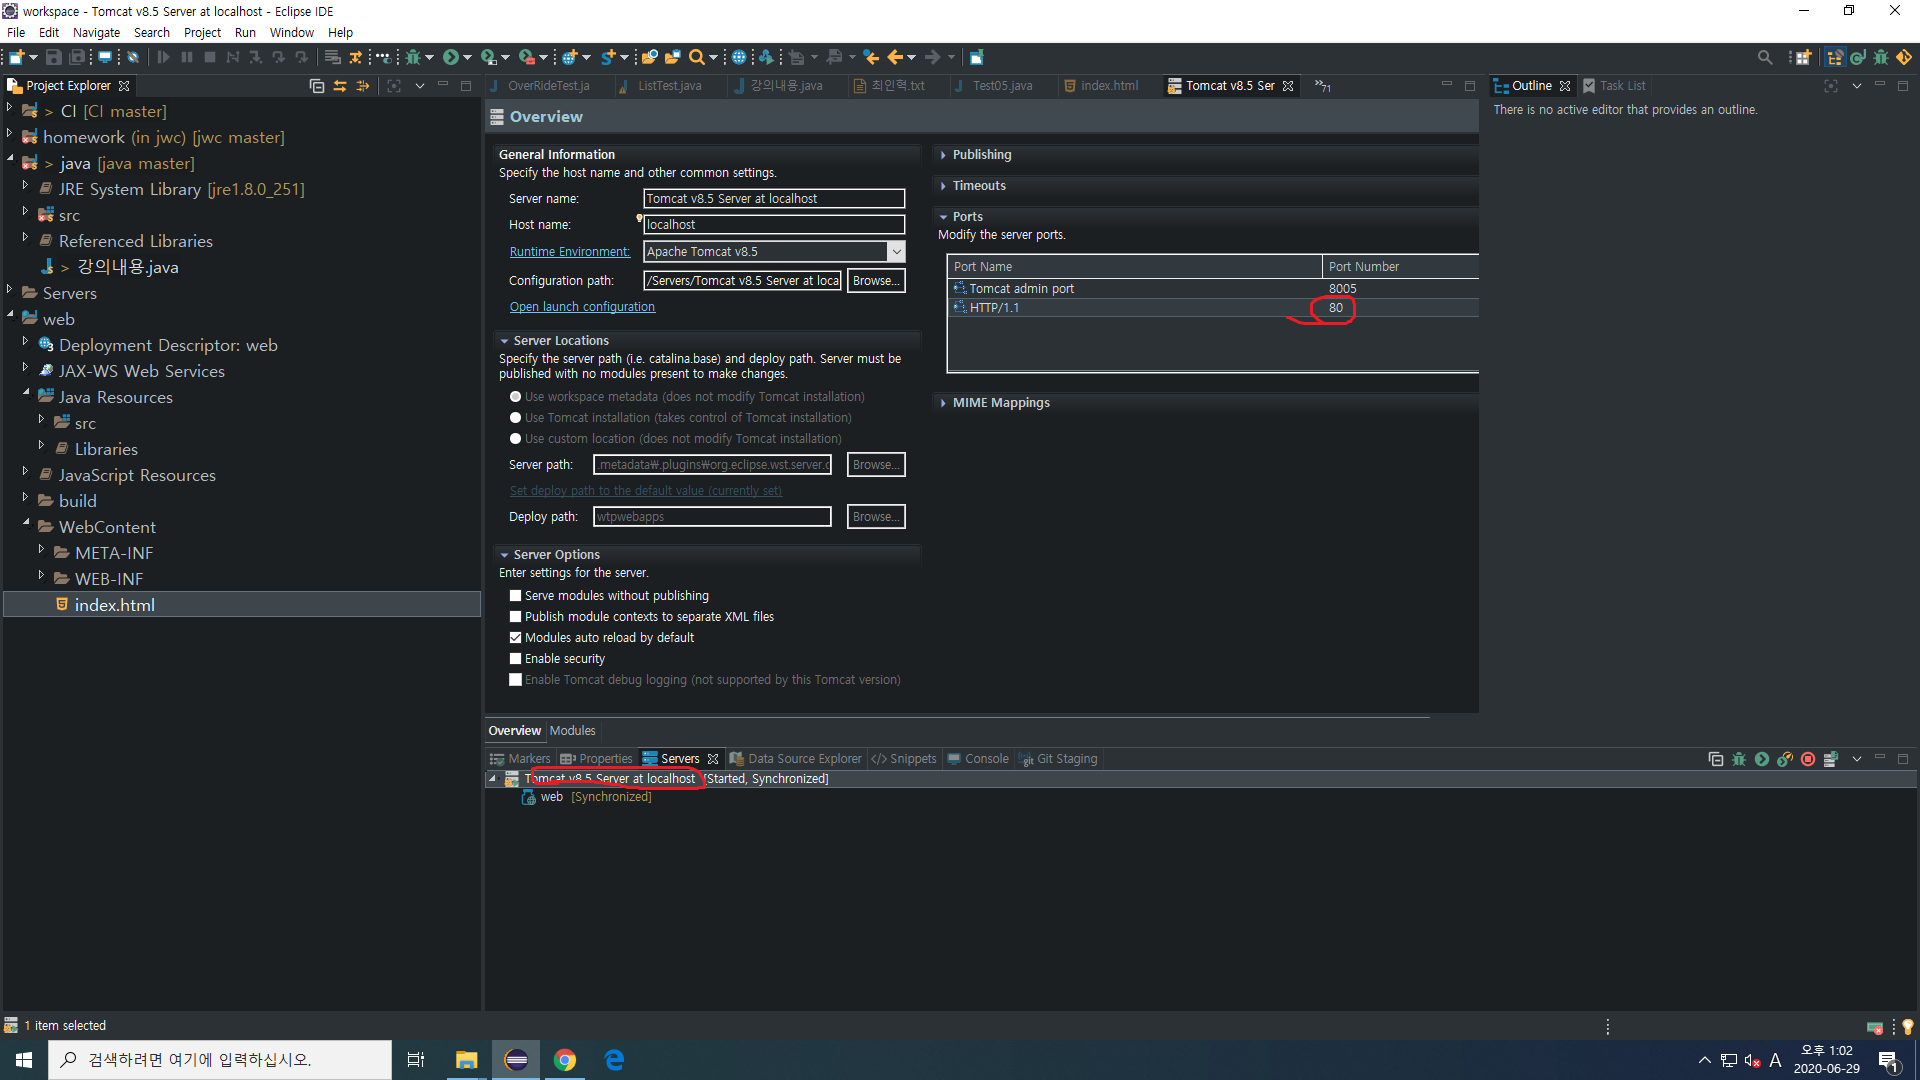 workspace - Tomcat v8.5 Server at localhost - Eclipse IDE
File Edit Navigate Search Project Run Window Help
Project Explorer
> CI [CI master]
homework (in jwc) [jwc master]
> java [java master]
JRE System Library [jre1.8.0_251]
src
Referenced Libraries
> 강의내용.java
Servers
web
Deployment Descriptor: web
JAX-WS Web Services
Java Resources
src
Libraries
JavaScript Resources
build
WebContent
META-INF
WEB-INF
index.html
OverRideTest.ja ListTest.java 강의내용.java 최인혁.txt Test05.java index.html Tomcat v8.5 Ser »71
Overview
General Information
Specify the host name and other common settings.
Server name: Tomcat v8.5 Server at localhost
Host name: localhost
Runtime Environment: Apache Tomcat v8.5
Configuration path: /Servers/Tomcat v8.5 Server at loca Browse...
Open launch configuration
Server Locations
Specify the server path (i.e. catalina.base) and deploy path. Server must be
published with no modules present to make changes.
Use workspace metadata (does not modify Tomcat installation)
Use Tomcat installation (takes control of Tomcat installation)
Use custom location (does not modify Tomcat installation)
Server path: .metadata₩.plugins₩org.eclipse.wst.server.c Browse...
Set deploy path to the default value (currently set)
Deploy path: wtpwebapps Browse...
Server Options
Enter settings for the server.
Serve modules without publishing
Publish module contexts to separate XML files
Modules auto reload by default
Enable security
Enable Tomcat debug logging (not supported by this Tomcat version)
Publishing
Timeouts
Ports
Modify the server ports.
Port Name Port Number
Tomcat admin port 8005
HTTP/1.1 80
MIME Mappings
Overview Modules
Outline Task List
There is no active editor that provides an outline.
Markers Properties Servers Data Source Explorer </> Snippets Console Git Staging
Tomcat v8.5 Server at localhost [Started, Synchronized]
web [Synchronized]
1 item selected
검색하려면 여기에 입력하십시오.
A
오후 1:02
2020-06-29
1